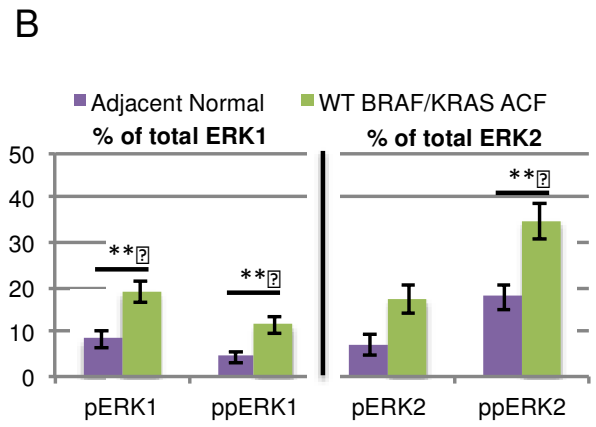 B
Adjacent Normal WT BRAF/KRAS ACF
% of total ERK1 % of total ERK2
50
40
30
20
10
0
**
**
**
pERK1 ppERK1 pERK2 ppERK2